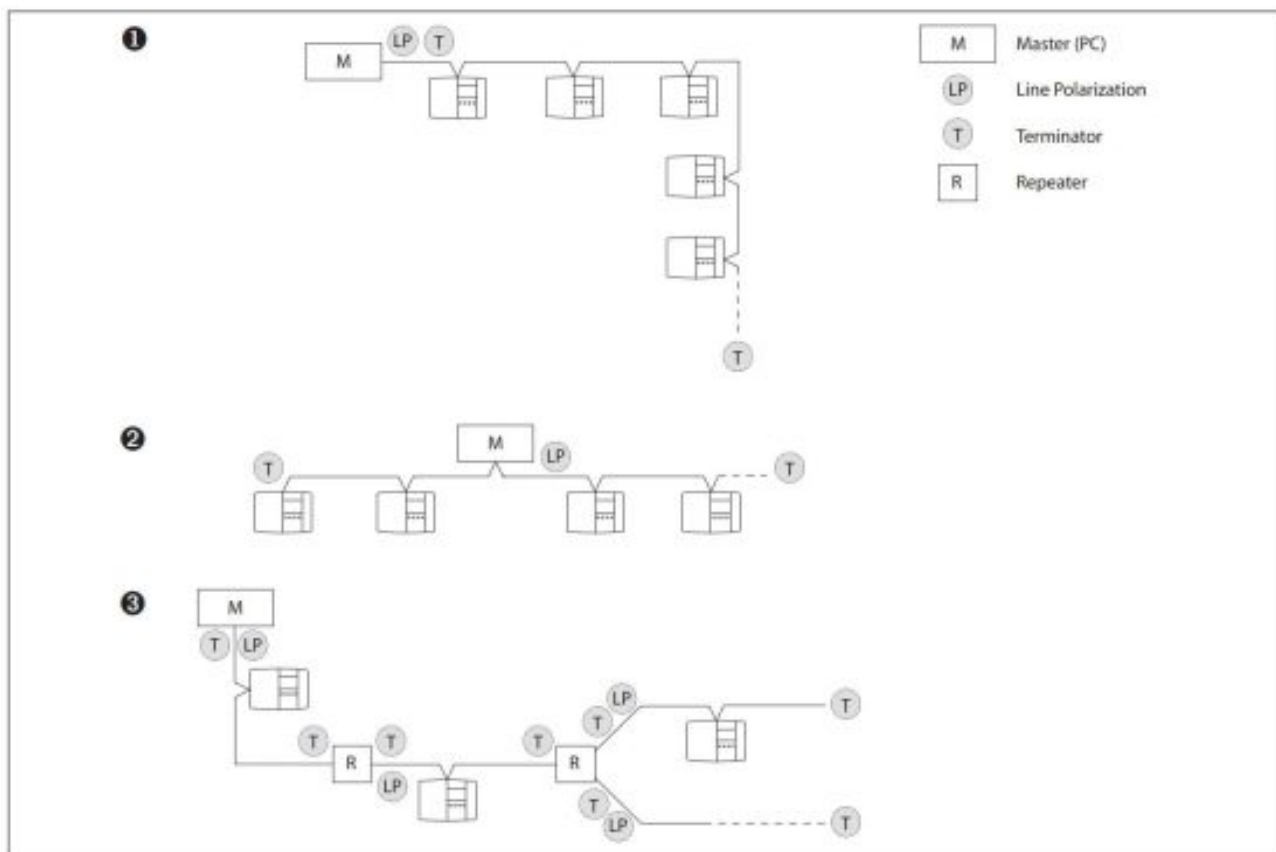 ❶
M
LP T
T
M Master (PC)
LP Line Polarization
T Terminator
R Repeater
❷
M
LP
T
T
❸
M
T LP
T
R
T
LP
T
R
T
LP
T
T
LP
T